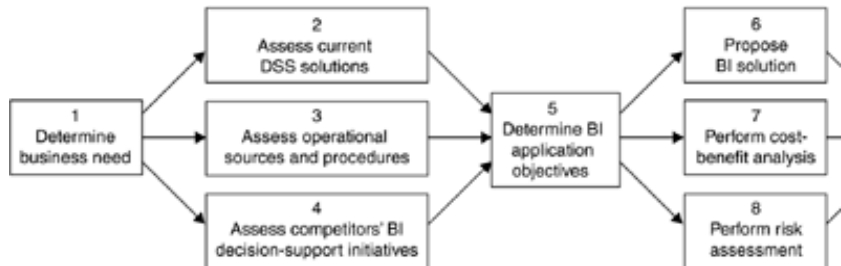 1
Determine
business need
2
Assess current
DSS solutions
3
Assess operational
sources and procedures
4
Assess competitors' BI
decision-support initiatives
5
Determine BI
application
objectives
6
Propose
BI solution
7
Perform cost-
benefit analysis
8
Perform risk
assessment